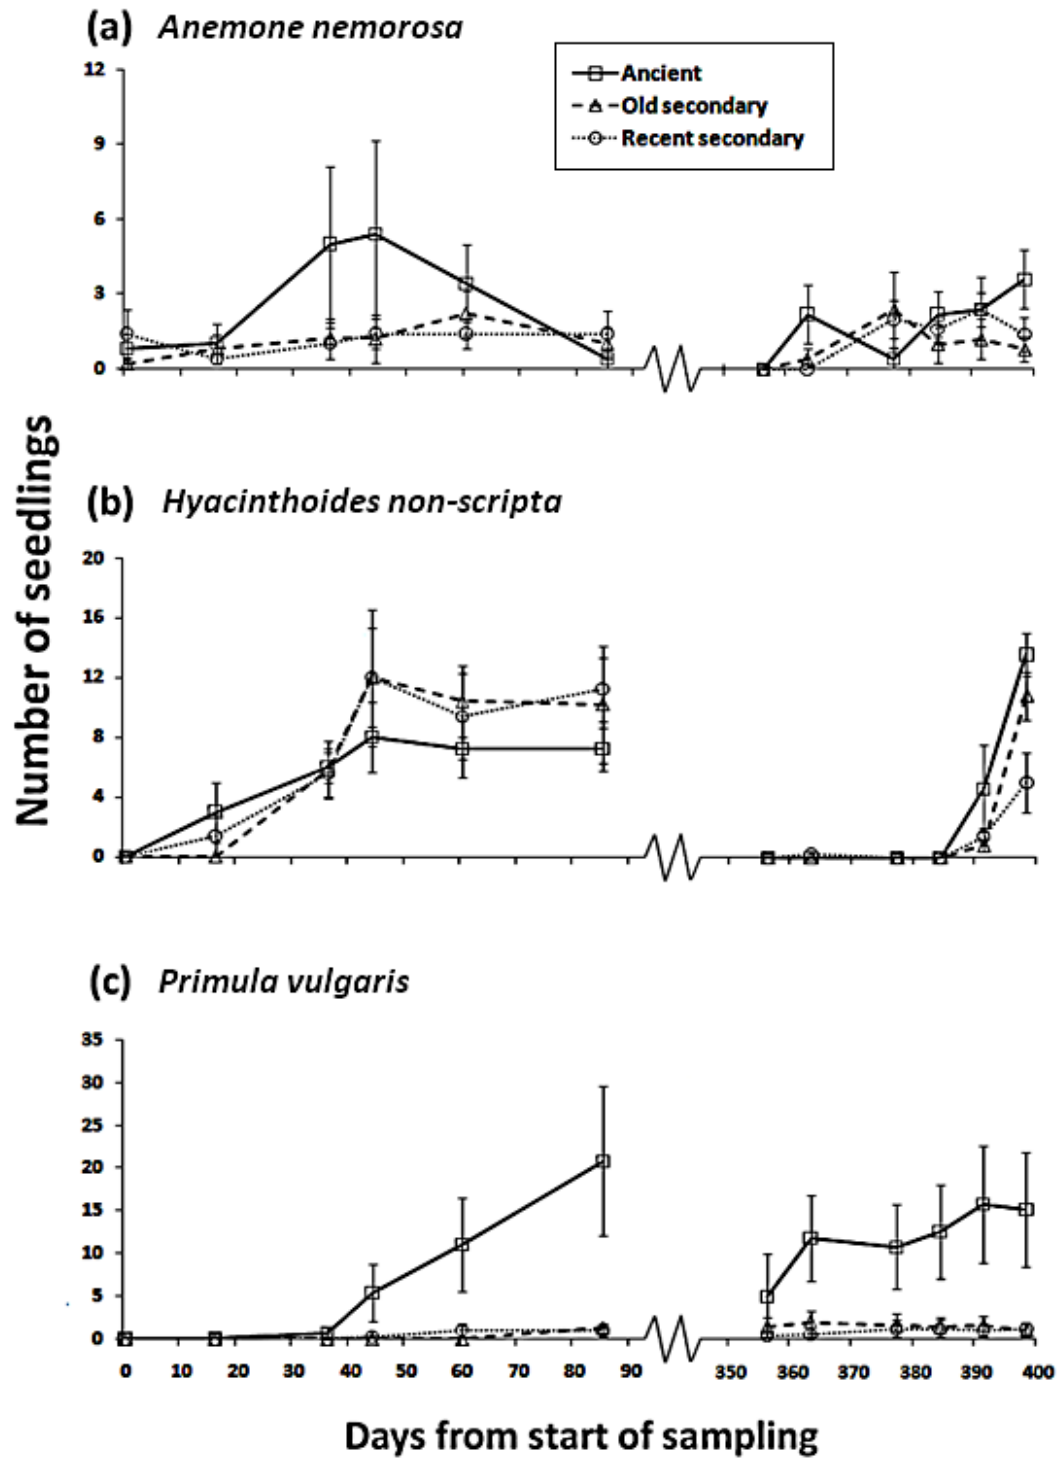 (a) Anemone nemorosa
Ancient
Old secondary
Recent secondary
12
9
6
3
0
Number of seedlings
(b) Hyacinthoides non-scripta
20
16
12
8
4
0
(c) Primula vulgaris
35
30
25
20
15
10
5
0
0 10 20 30 40 50 60 70 80 90 350 360 370 380 390 400
Days from start of sampling